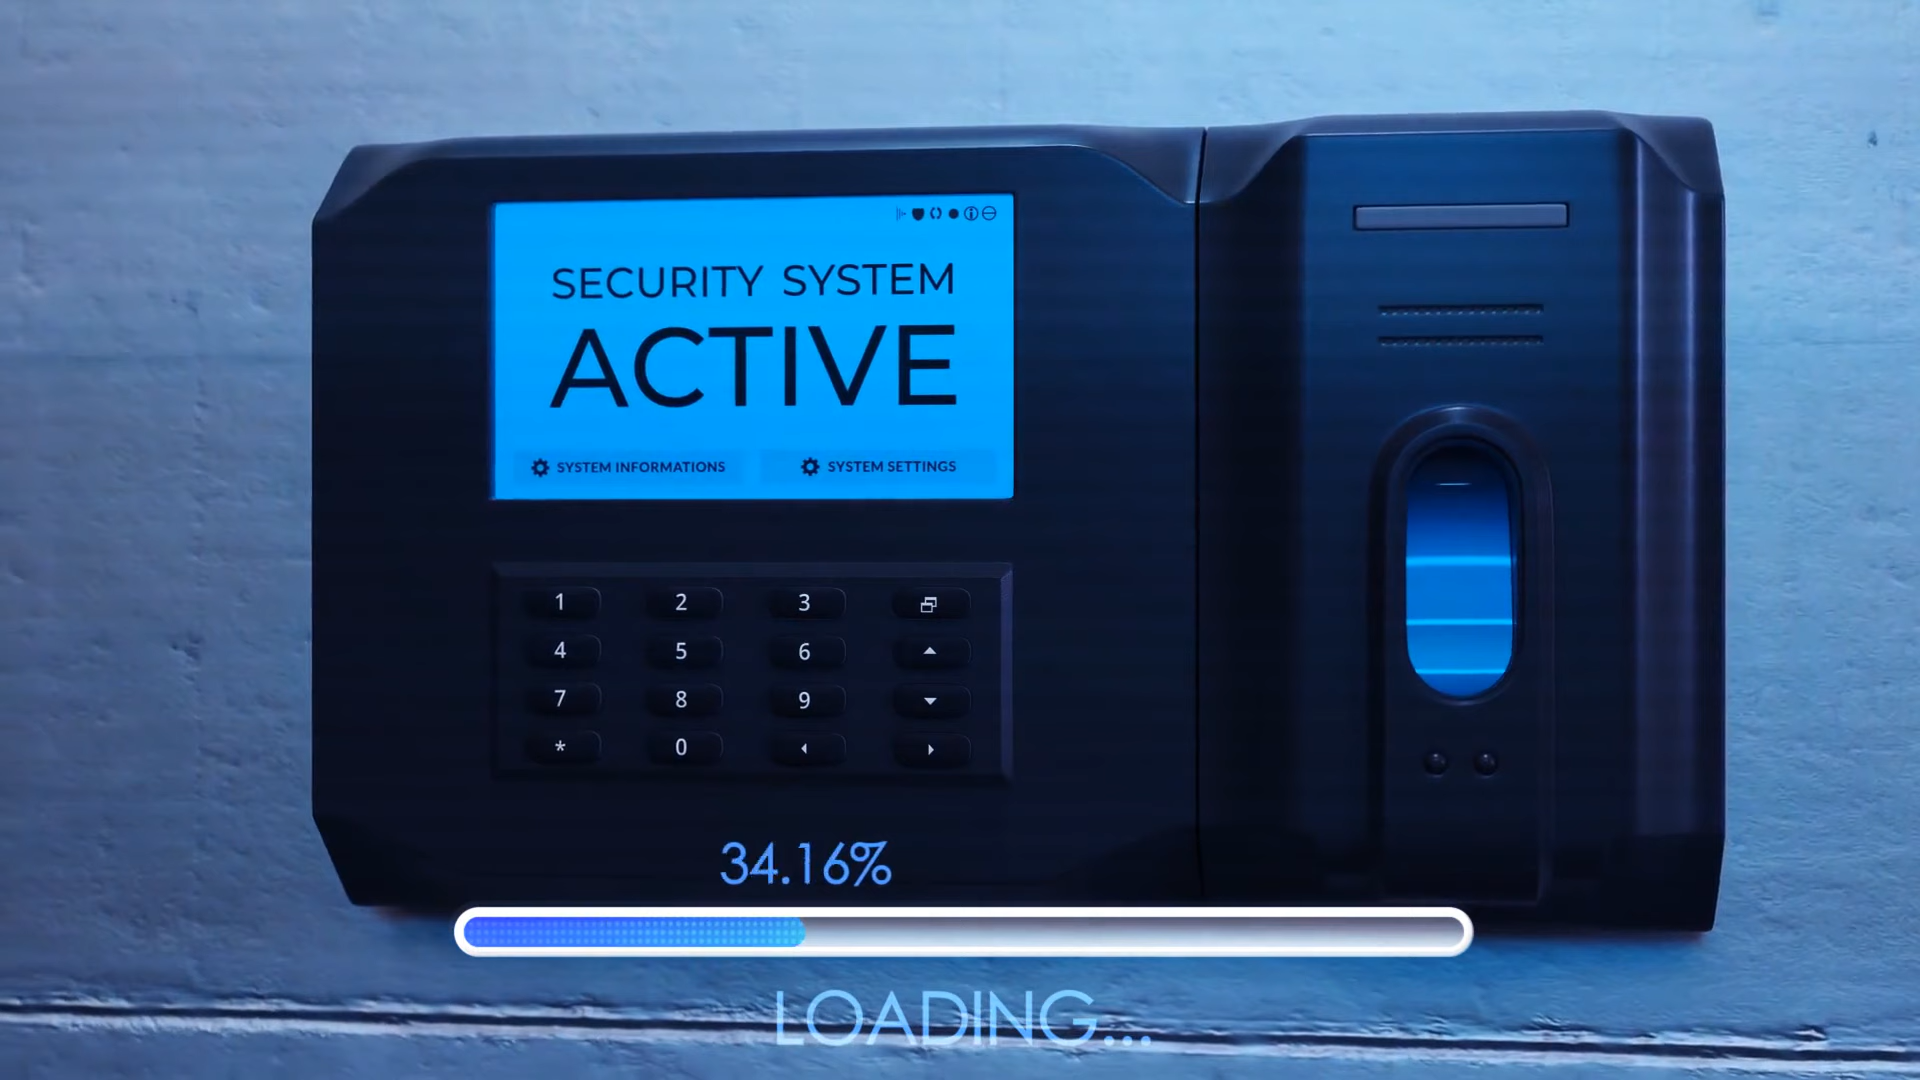 SECURITY SYSTEM
ACTIVE
SYSTEM INFORMATIONS
SYSTEM SETTINGS
1 2 3
4 5 6
7 8 9
* 0
34.16%
LOADING...